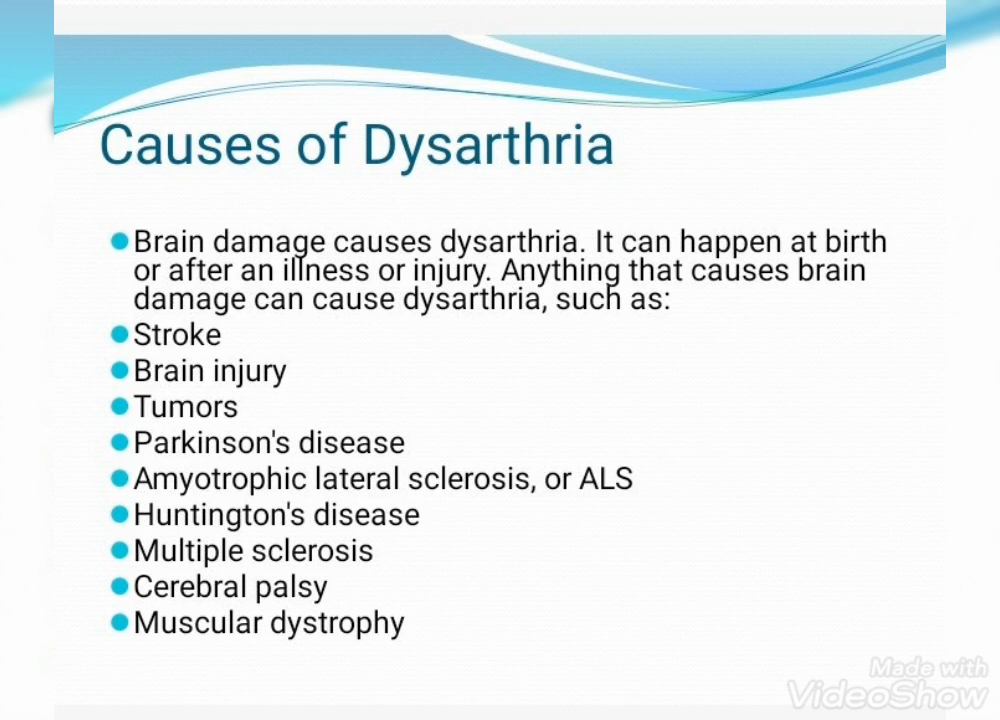 Causes of Dysarthria
Brain damage causes dysarthria. It can happen at birth
or after an illness or injury. Anything that causes brain
damage can cause dysarthria, such as:
Stroke
Brain injury
Tumors
Parkinson's disease
Amyotrophic lateral sclerosis, or ALS
Huntington's disease
Multiple sclerosis
Cerebral palsy
Muscular dystrophy
Made with
VideoShow